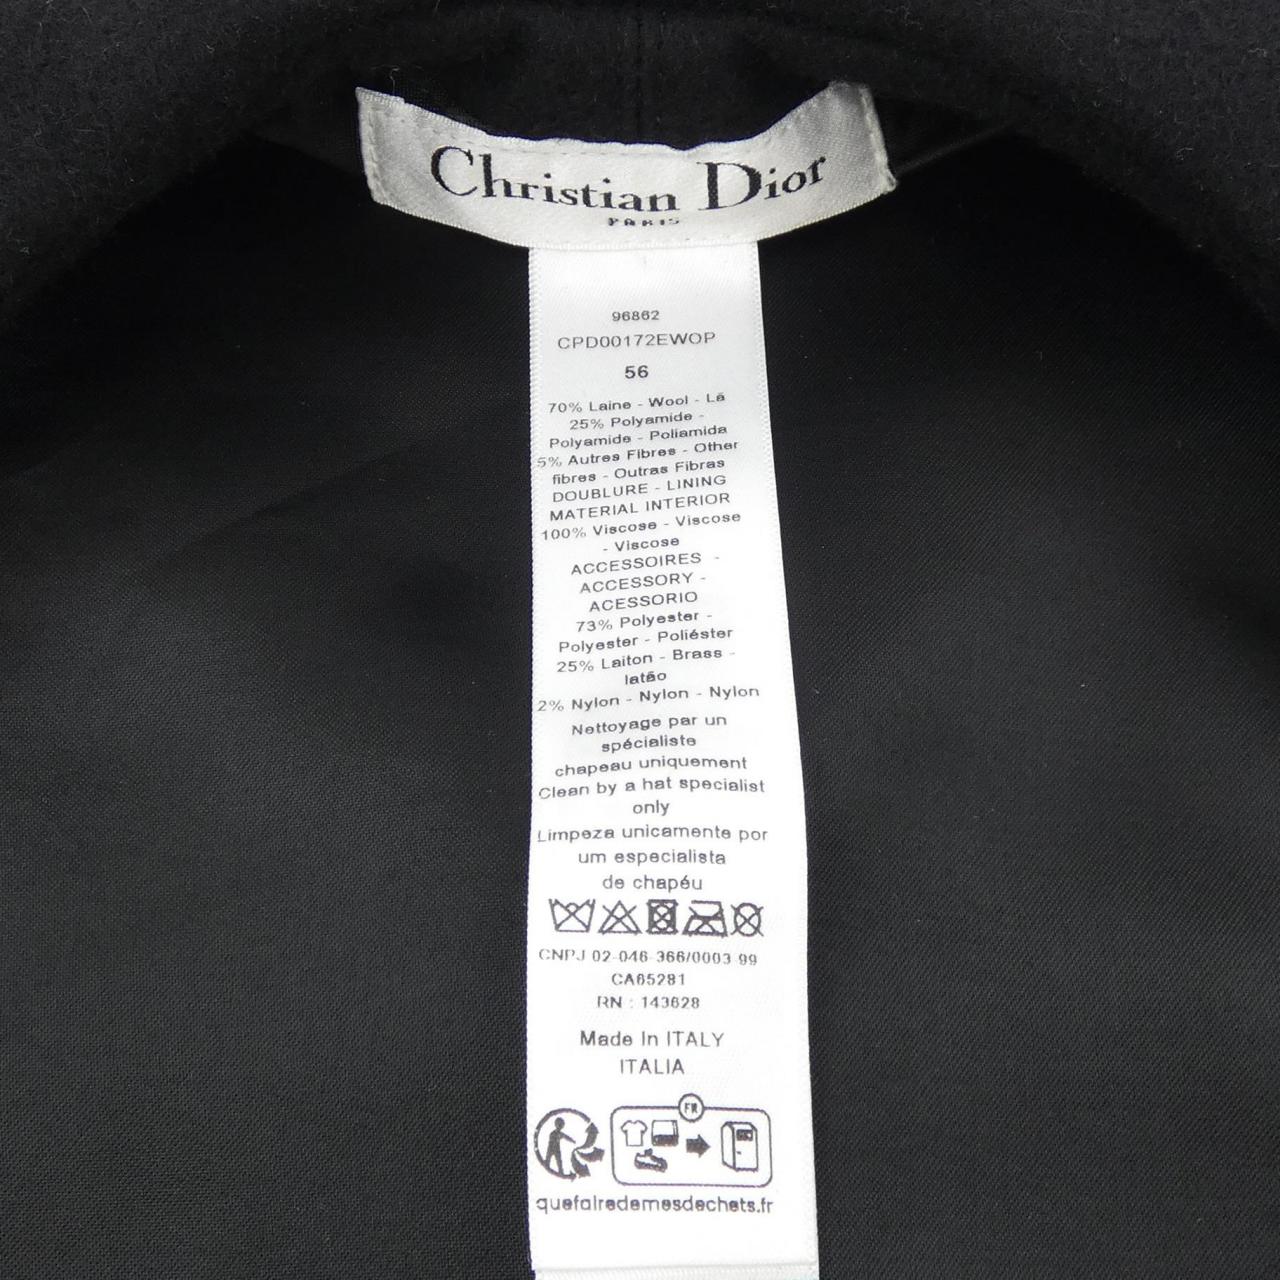 Christian Dior
PARIS
96862
CPD00172EWOP
56
70% Laine - Wool - Lã
25% Polyamide -
Polyamide - Poliamida
5% Autres Fibres - Other
fibres - Outras Fibras
DOUBLURE - LINING
MATERIAL INTERIOR
100% Viscose - Viscose
- Viscose
ACCESSOIRES -
ACCESSORY -
ACESSORIO
73% Polyester -
Polyester - Poliéster
25% Laiton - Brass -
latão
2% Nylon - Nylon - Nylon
Nettoyage par un
spécialiste
chapeau uniquement
Clean by a hat specialist
only
Limpeza unicamente por
um especialista
de chapéu
CNPJ 02-046-366/0003 99
CA65281
RN : 143628
Made In ITALY
ITALIA
FR
quefairedemesdechets.fr